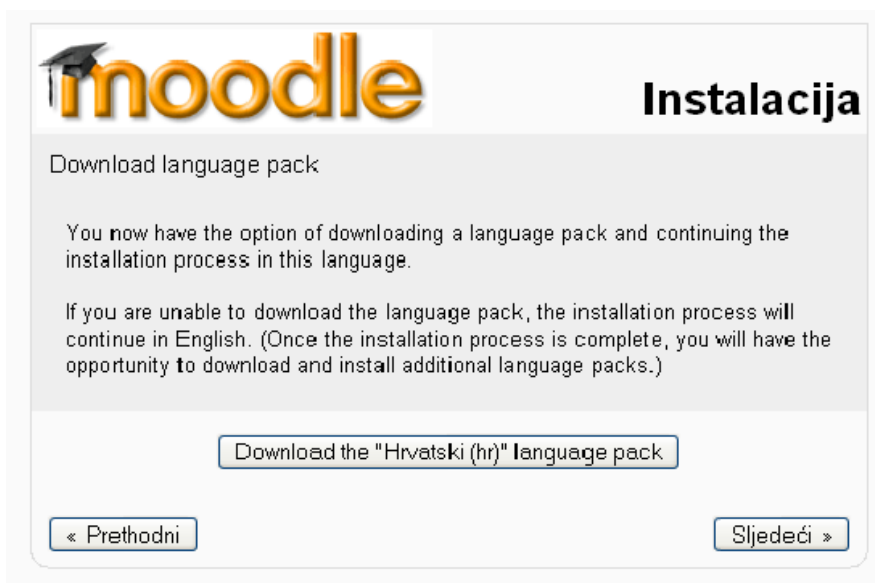 moodle
Instalacija
Download language pack
You now have the option of downloading a language pack and continuing the
installation process in this language.
If you are unable to download the language pack, the installation process will
continue in English. (Once the installation process is complete, you will have the
opportunity to download and install additional language packs.)
Download the "Hrvatski (hr)" language pack
« Prethodni
Sljedeći »